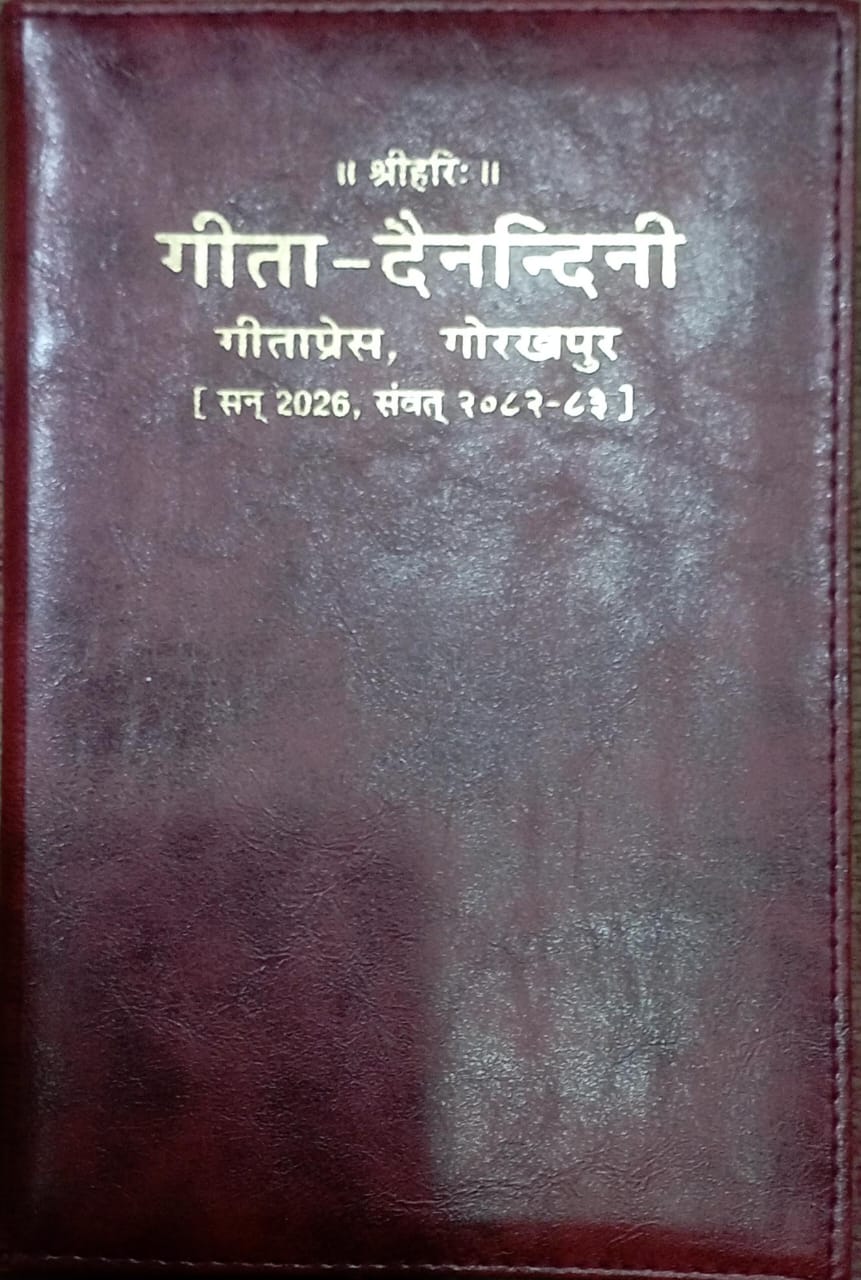 ॥ श्रीहरिः ॥
गीता-दैनन्दिनी
गीताप्रेस, गोरखपुर
[ सन् 2026, संवत् २०८२-८३ ]